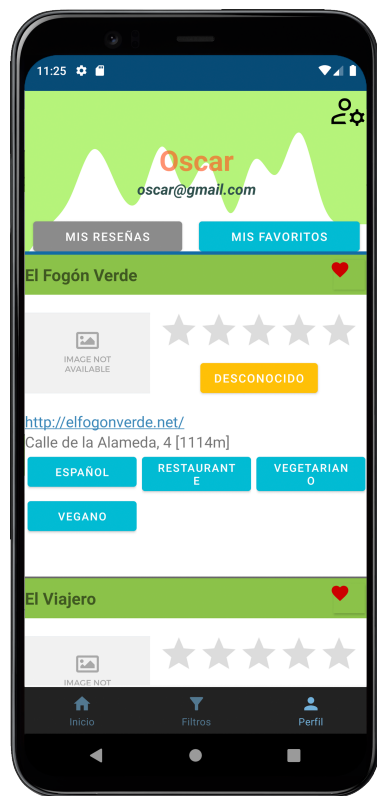 11:25
Oscar
oscar@gmail.com
MIS RESEÑAS
MIS FAVORITOS
El Fogón Verde
IMAGE NOT
AVAILABLE
DESCONOCIDO
http://elfogonverde.net/
Calle de la Alameda, 4 [1114m]
ESPAÑOL
RESTAURANT
E
VEGETARIAN
O
VEGANO
El Viajero
IMAGE NOT
Inicio
Filtros
Perfil